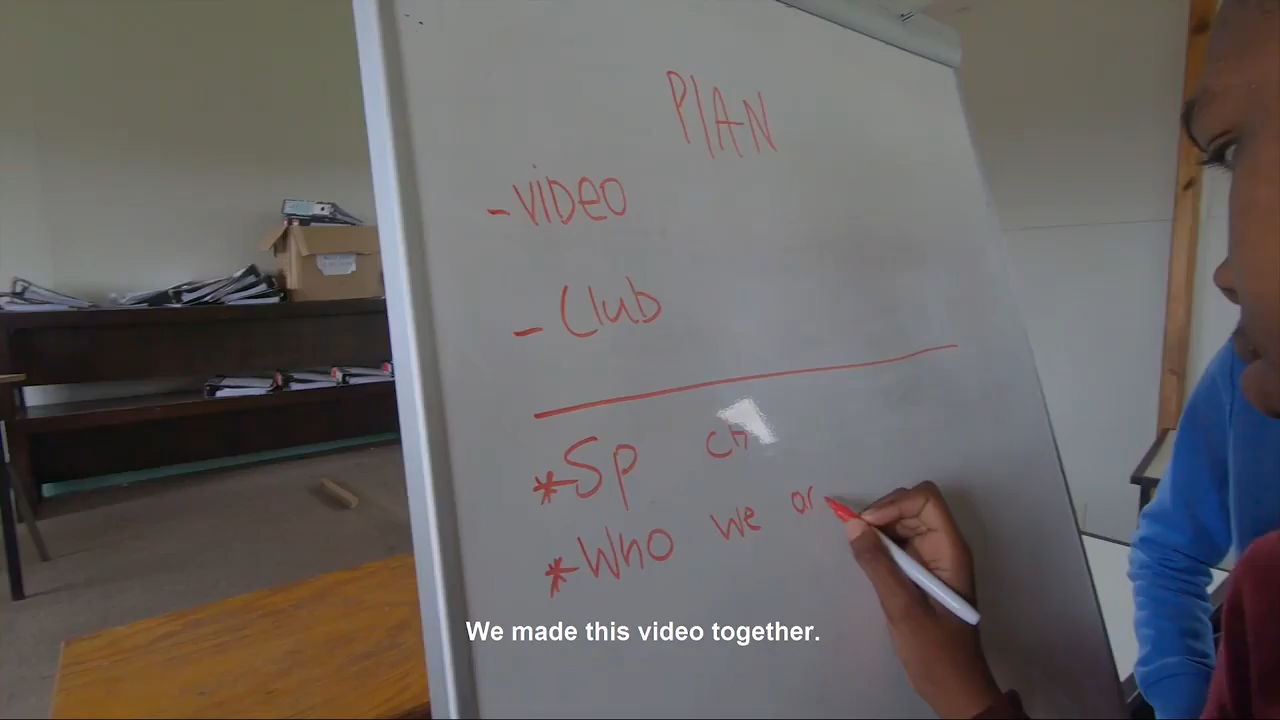 PlAN
- Video
- Club
* Sp ch
* Who we ar
We made this video together.